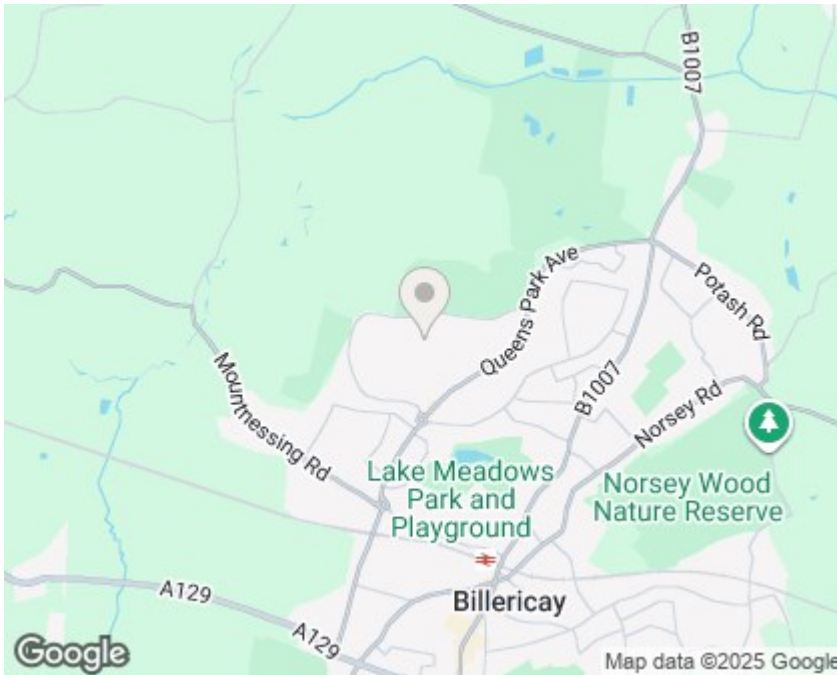 B1007
Queens Park Ave
Potash Rd
Mountnessing Rd
B1007
Norsey Rd
Lake Meadows
Park and
Playground
Norsey Wood
Nature Reserve
A129
Billericay
A129
Google
Map data ©2025 Google